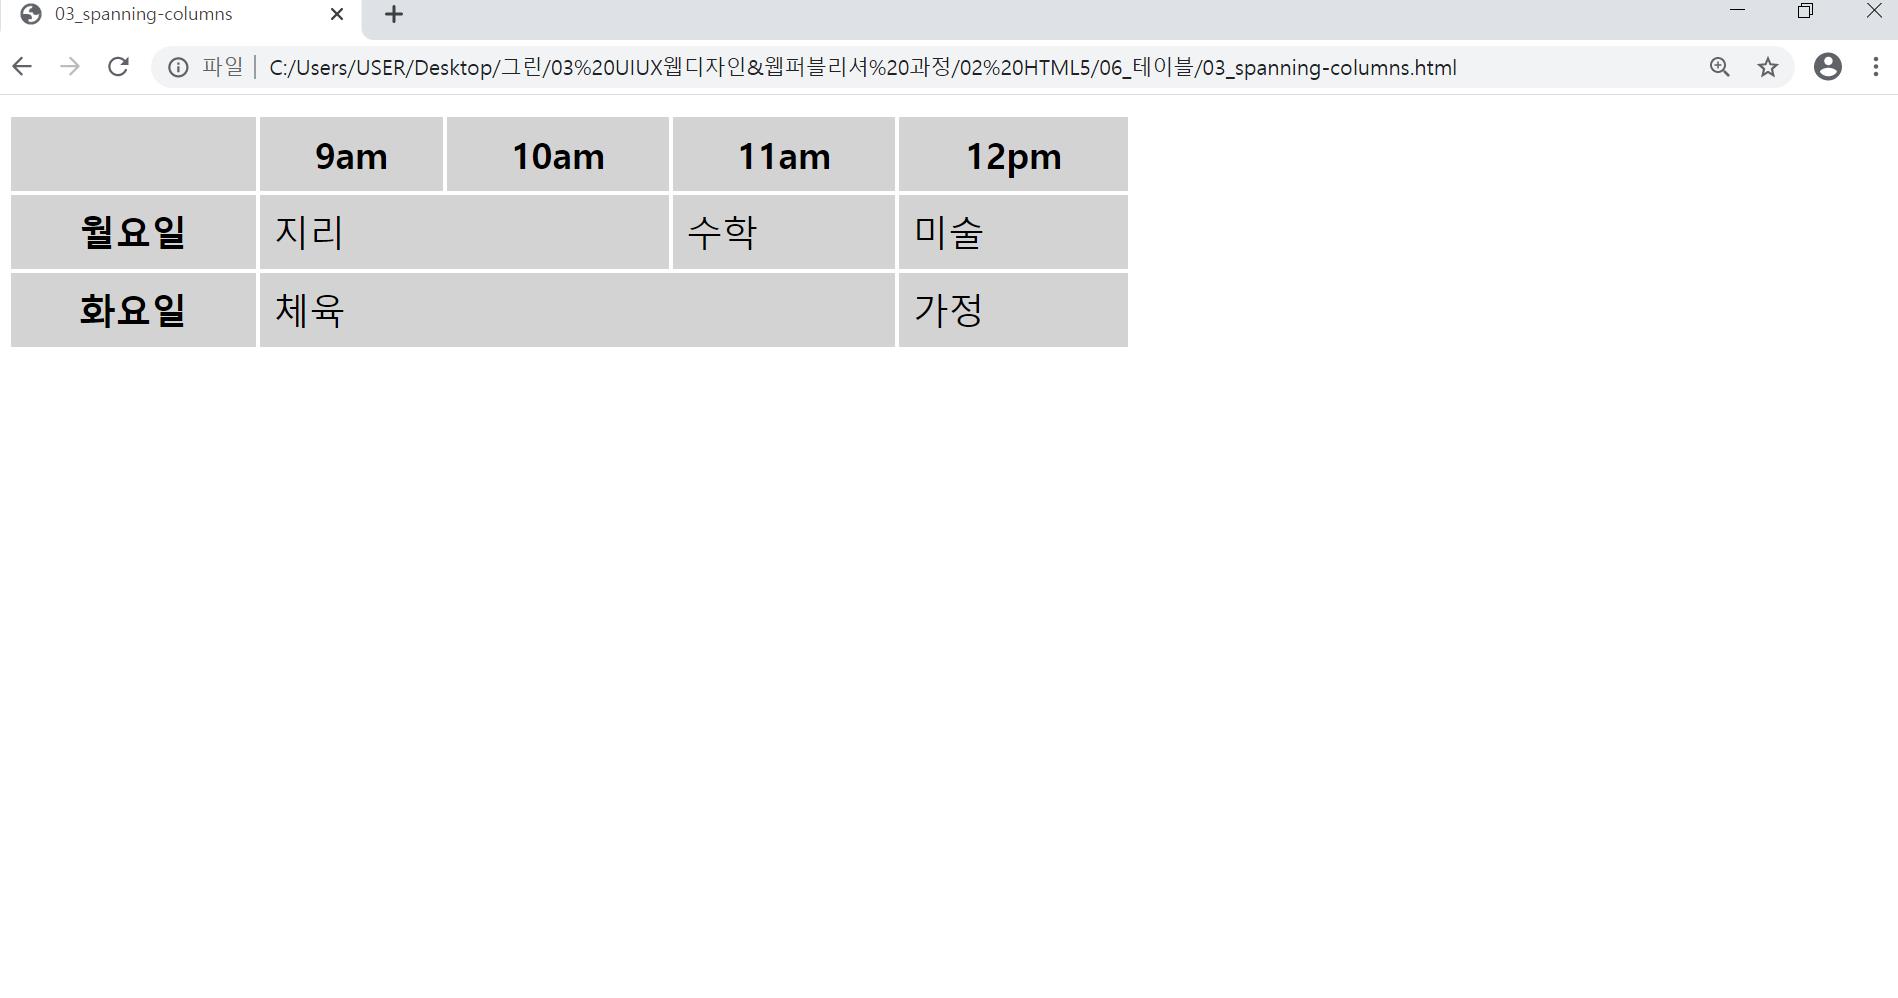 03_spanning-columns
파일 C:/Users/USER/Desktop/그린/03%20UIUX웹디자인&웹퍼블리셔%20과정/02%20HTML5/06_테이블/03_spanning-columns.html
9am 10am 11am 12pm
월요일 지리 수학 미술
화요일 체육 가정